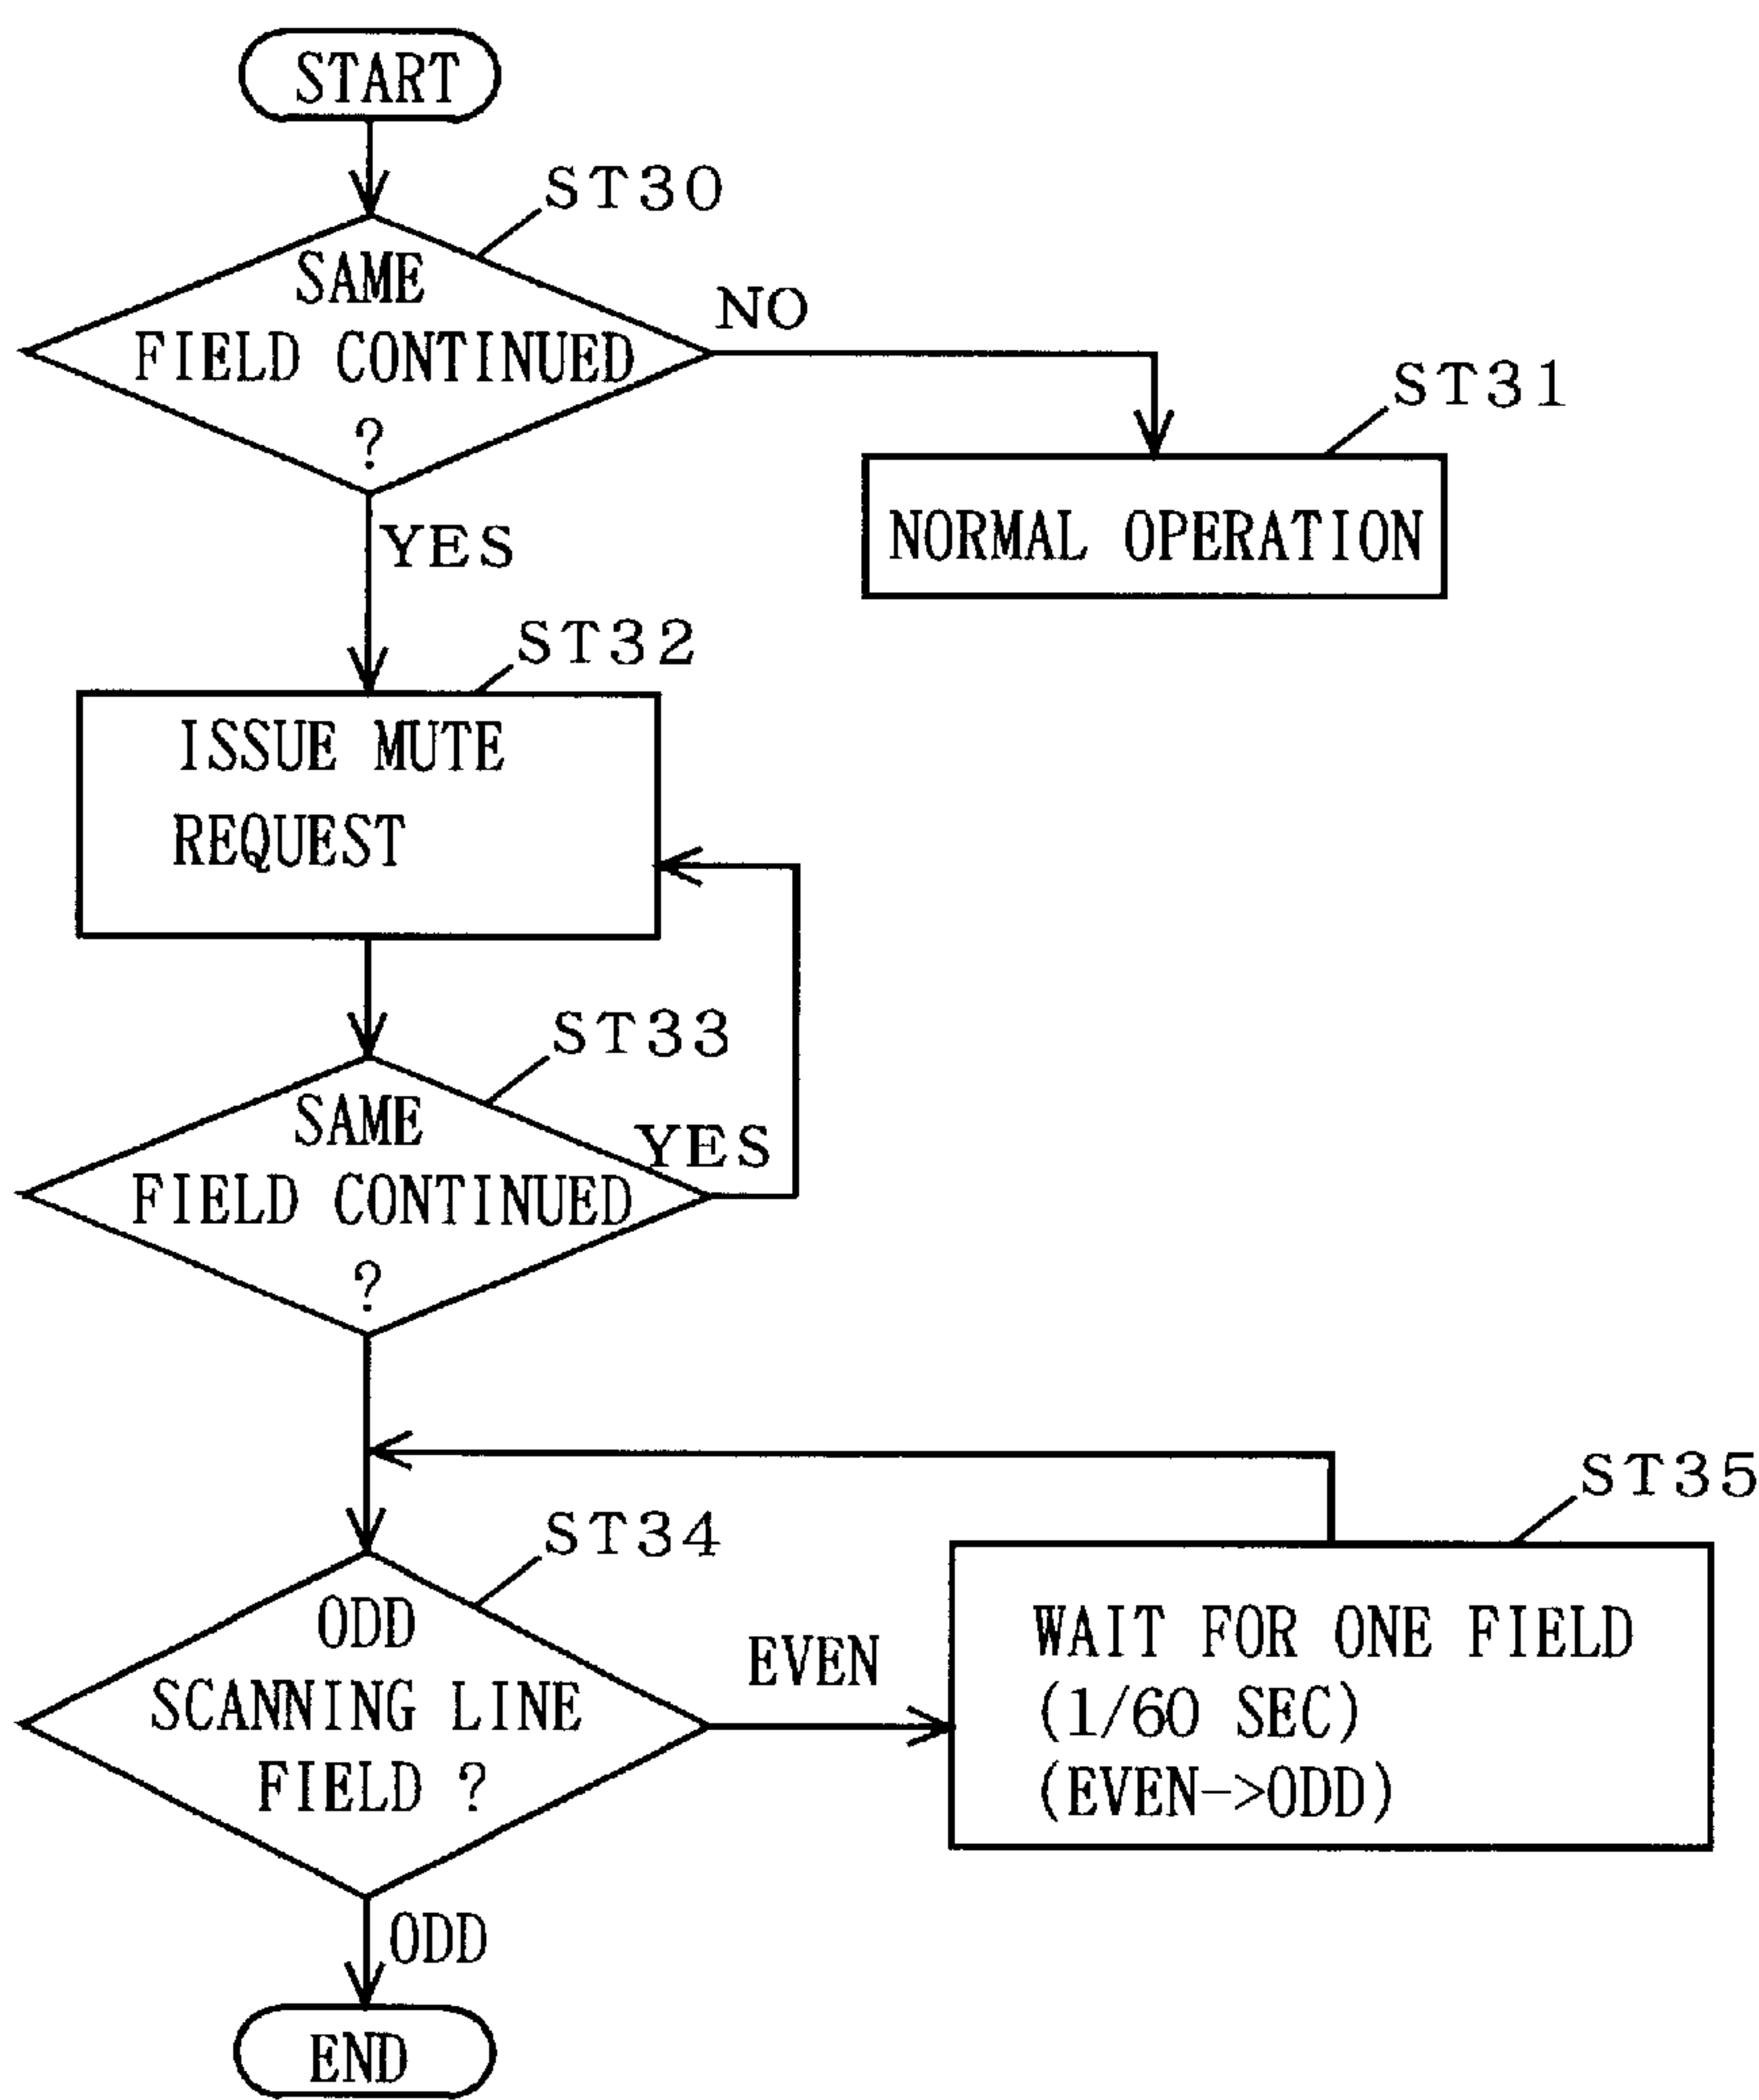 START
ST30
SAME
FIELD CONTINUED
?
NO
ST31
NORMAL OPERATION
YES
ST32
ISSUE MUTE
REQUEST
ST33
SAME
YES
FIELD CONTINUED
?
ST34
ST35
ODD
SCANNING LINE
FIELD ?
EVEN
WAIT FOR ONE FIELD
(1/60 SEC)
(EVEN->ODD)
ODD
END